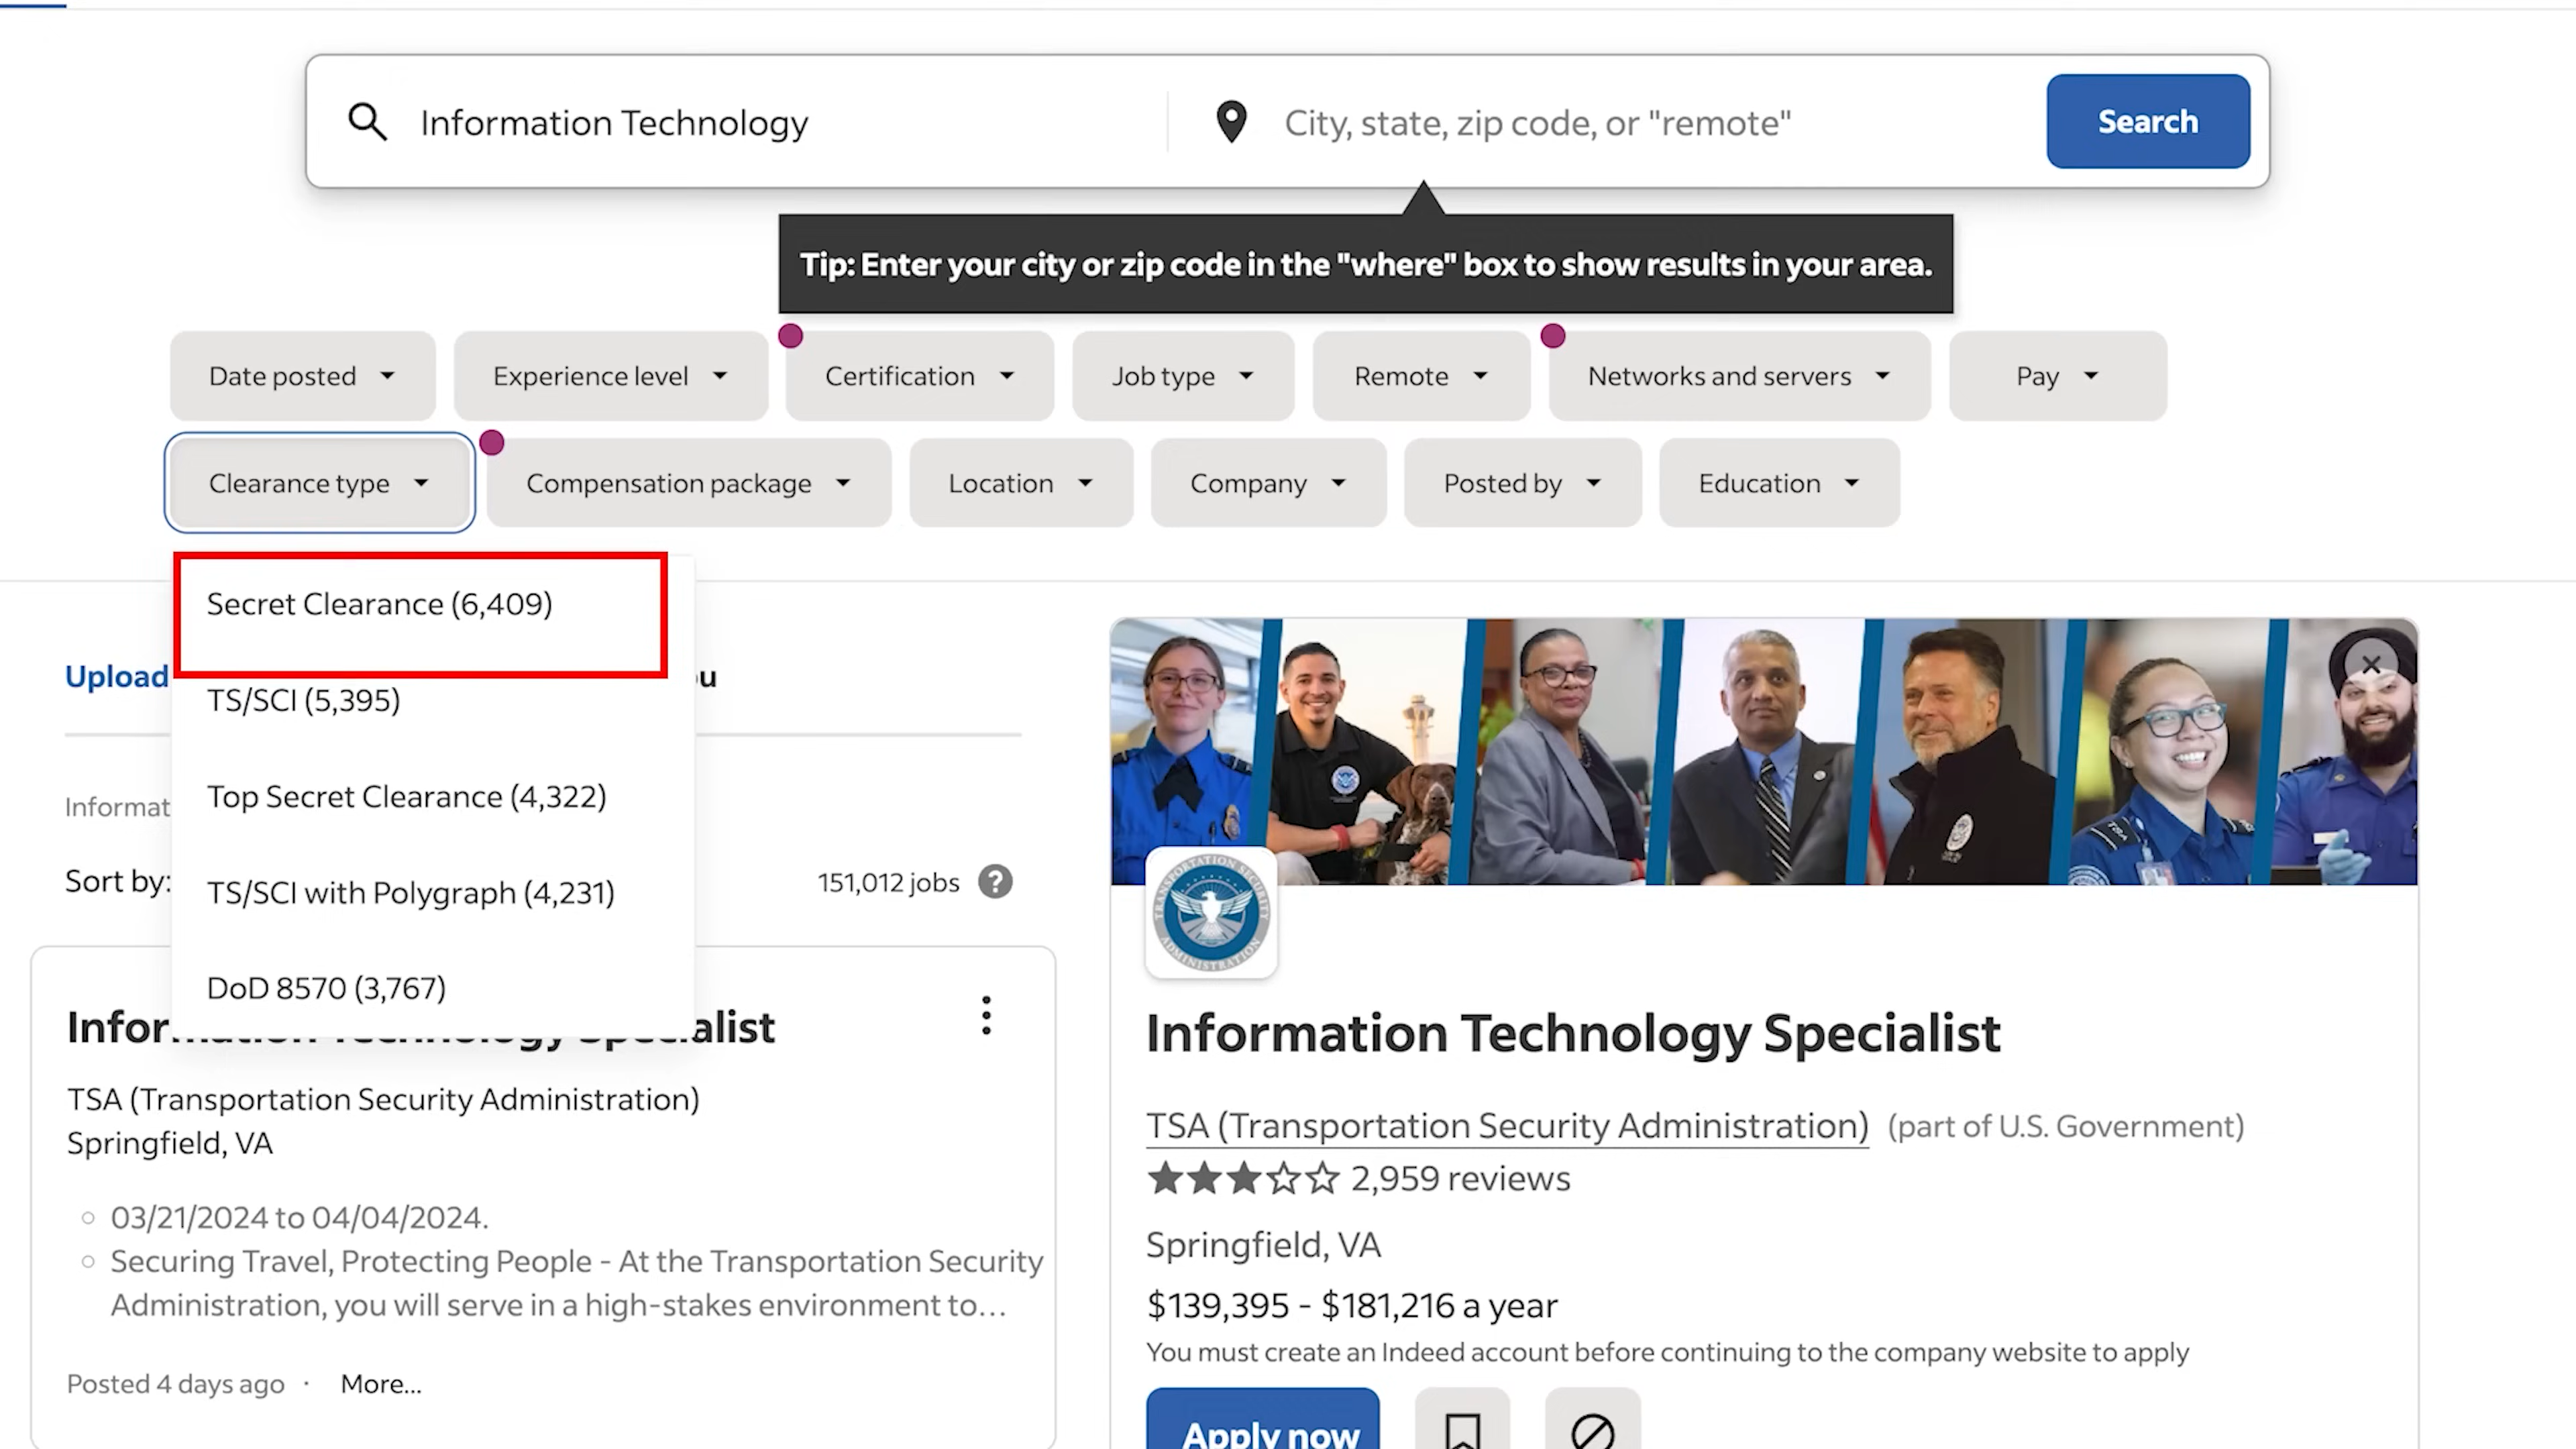 Information Technology
City, state, zip code, or "remote"
Search
Tip: Enter your city or zip code in the "where" box to show results in your area.
Date posted
Experience level
Certification
Job type
Remote
Networks and servers
Pay
Clearance type
Compensation package
Location
Company
Posted by
Education
Secret Clearance (6,409)
Upload
ou
TS/SCI (5,395)
Top Secret Clearance (4,322)
Informat
Sort by:
151,012 jobs
?
TS/SCI with Polygraph (4,231)
DoD 8570 (3,767)
Information Technology Specialist
TSA (Transportation Security Administration)
Springfield, VA
03/21/2024 to 04/04/2024.
Securing Travel, Protecting People - At the Transportation Security
Administration, you will serve in a high-stakes environment to…
Posted 4 days ago · More...
TRANSPORTATION SECURITY
ADMINISTRATION
Information Technology Specialist
TSA (Transportation Security Administration) (part of U.S. Government)
2,959 reviews
Springfield, VA
$139,395 - $181,216 a year
You must create an Indeed account before continuing to the company website to apply
Apply now